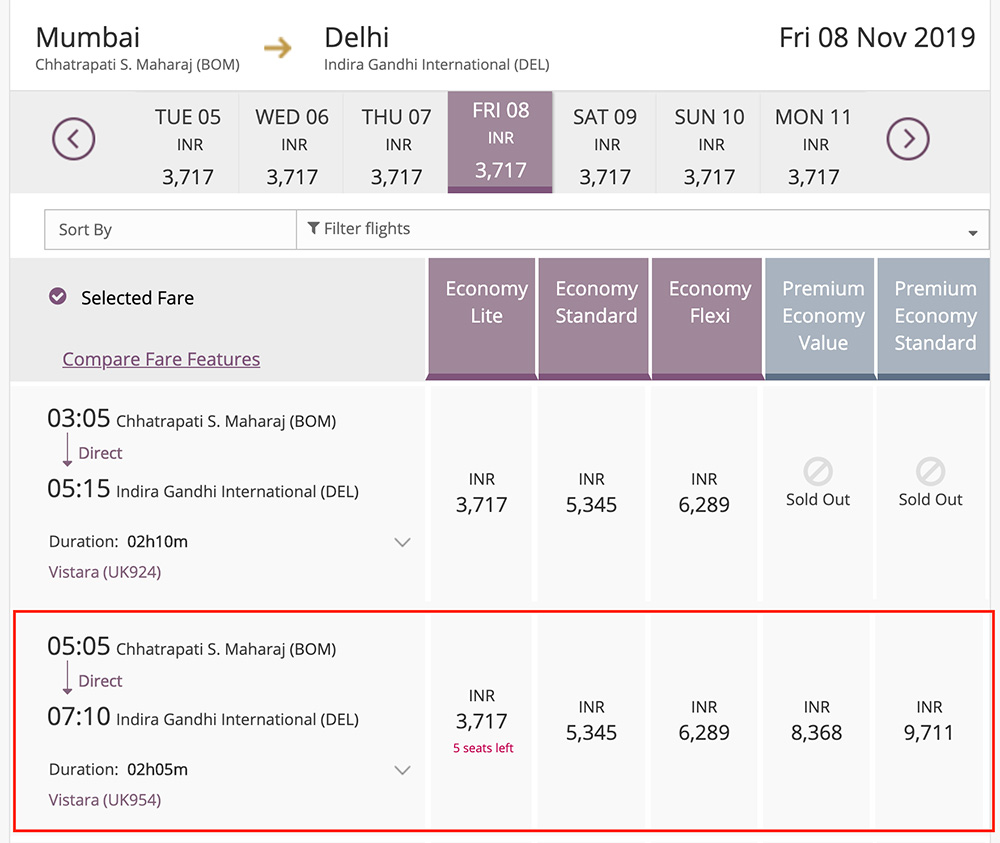 Mumbai
Chhatrapati S. Maharaj (BOM)
Delhi
Indira Gandhi International (DEL)
Fri 08 Nov 2019
TUE 05
INR
3,717
WED 06
INR
3,717
THU 07
INR
3,717
FRI 08
INR
3,717
SAT 09
INR
3,717
SUN 10
INR
3,717
MON 11
INR
3,717
Sort By
Filter flights
Selected Fare
Compare Fare Features
Economy
Lite
Economy
Standard
Economy
Flexi
Premium
Economy
Value
Premium
Economy
Standard
03:05 Chhatrapati S. Maharaj (BOM)
Direct
05:15 Indira Gandhi International (DEL)
Duration: 02h10m
Vistara (UK924)
INR
3,717
INR
5,345
INR
6,289
Sold Out
Sold Out
05:05 Chhatrapati S. Maharaj (BOM)
Direct
07:10 Indira Gandhi International (DEL)
Duration: 02h05m
Vistara (UK954)
INR
3,717
5 seats left
INR
5,345
INR
6,289
INR
8,368
INR
9,711